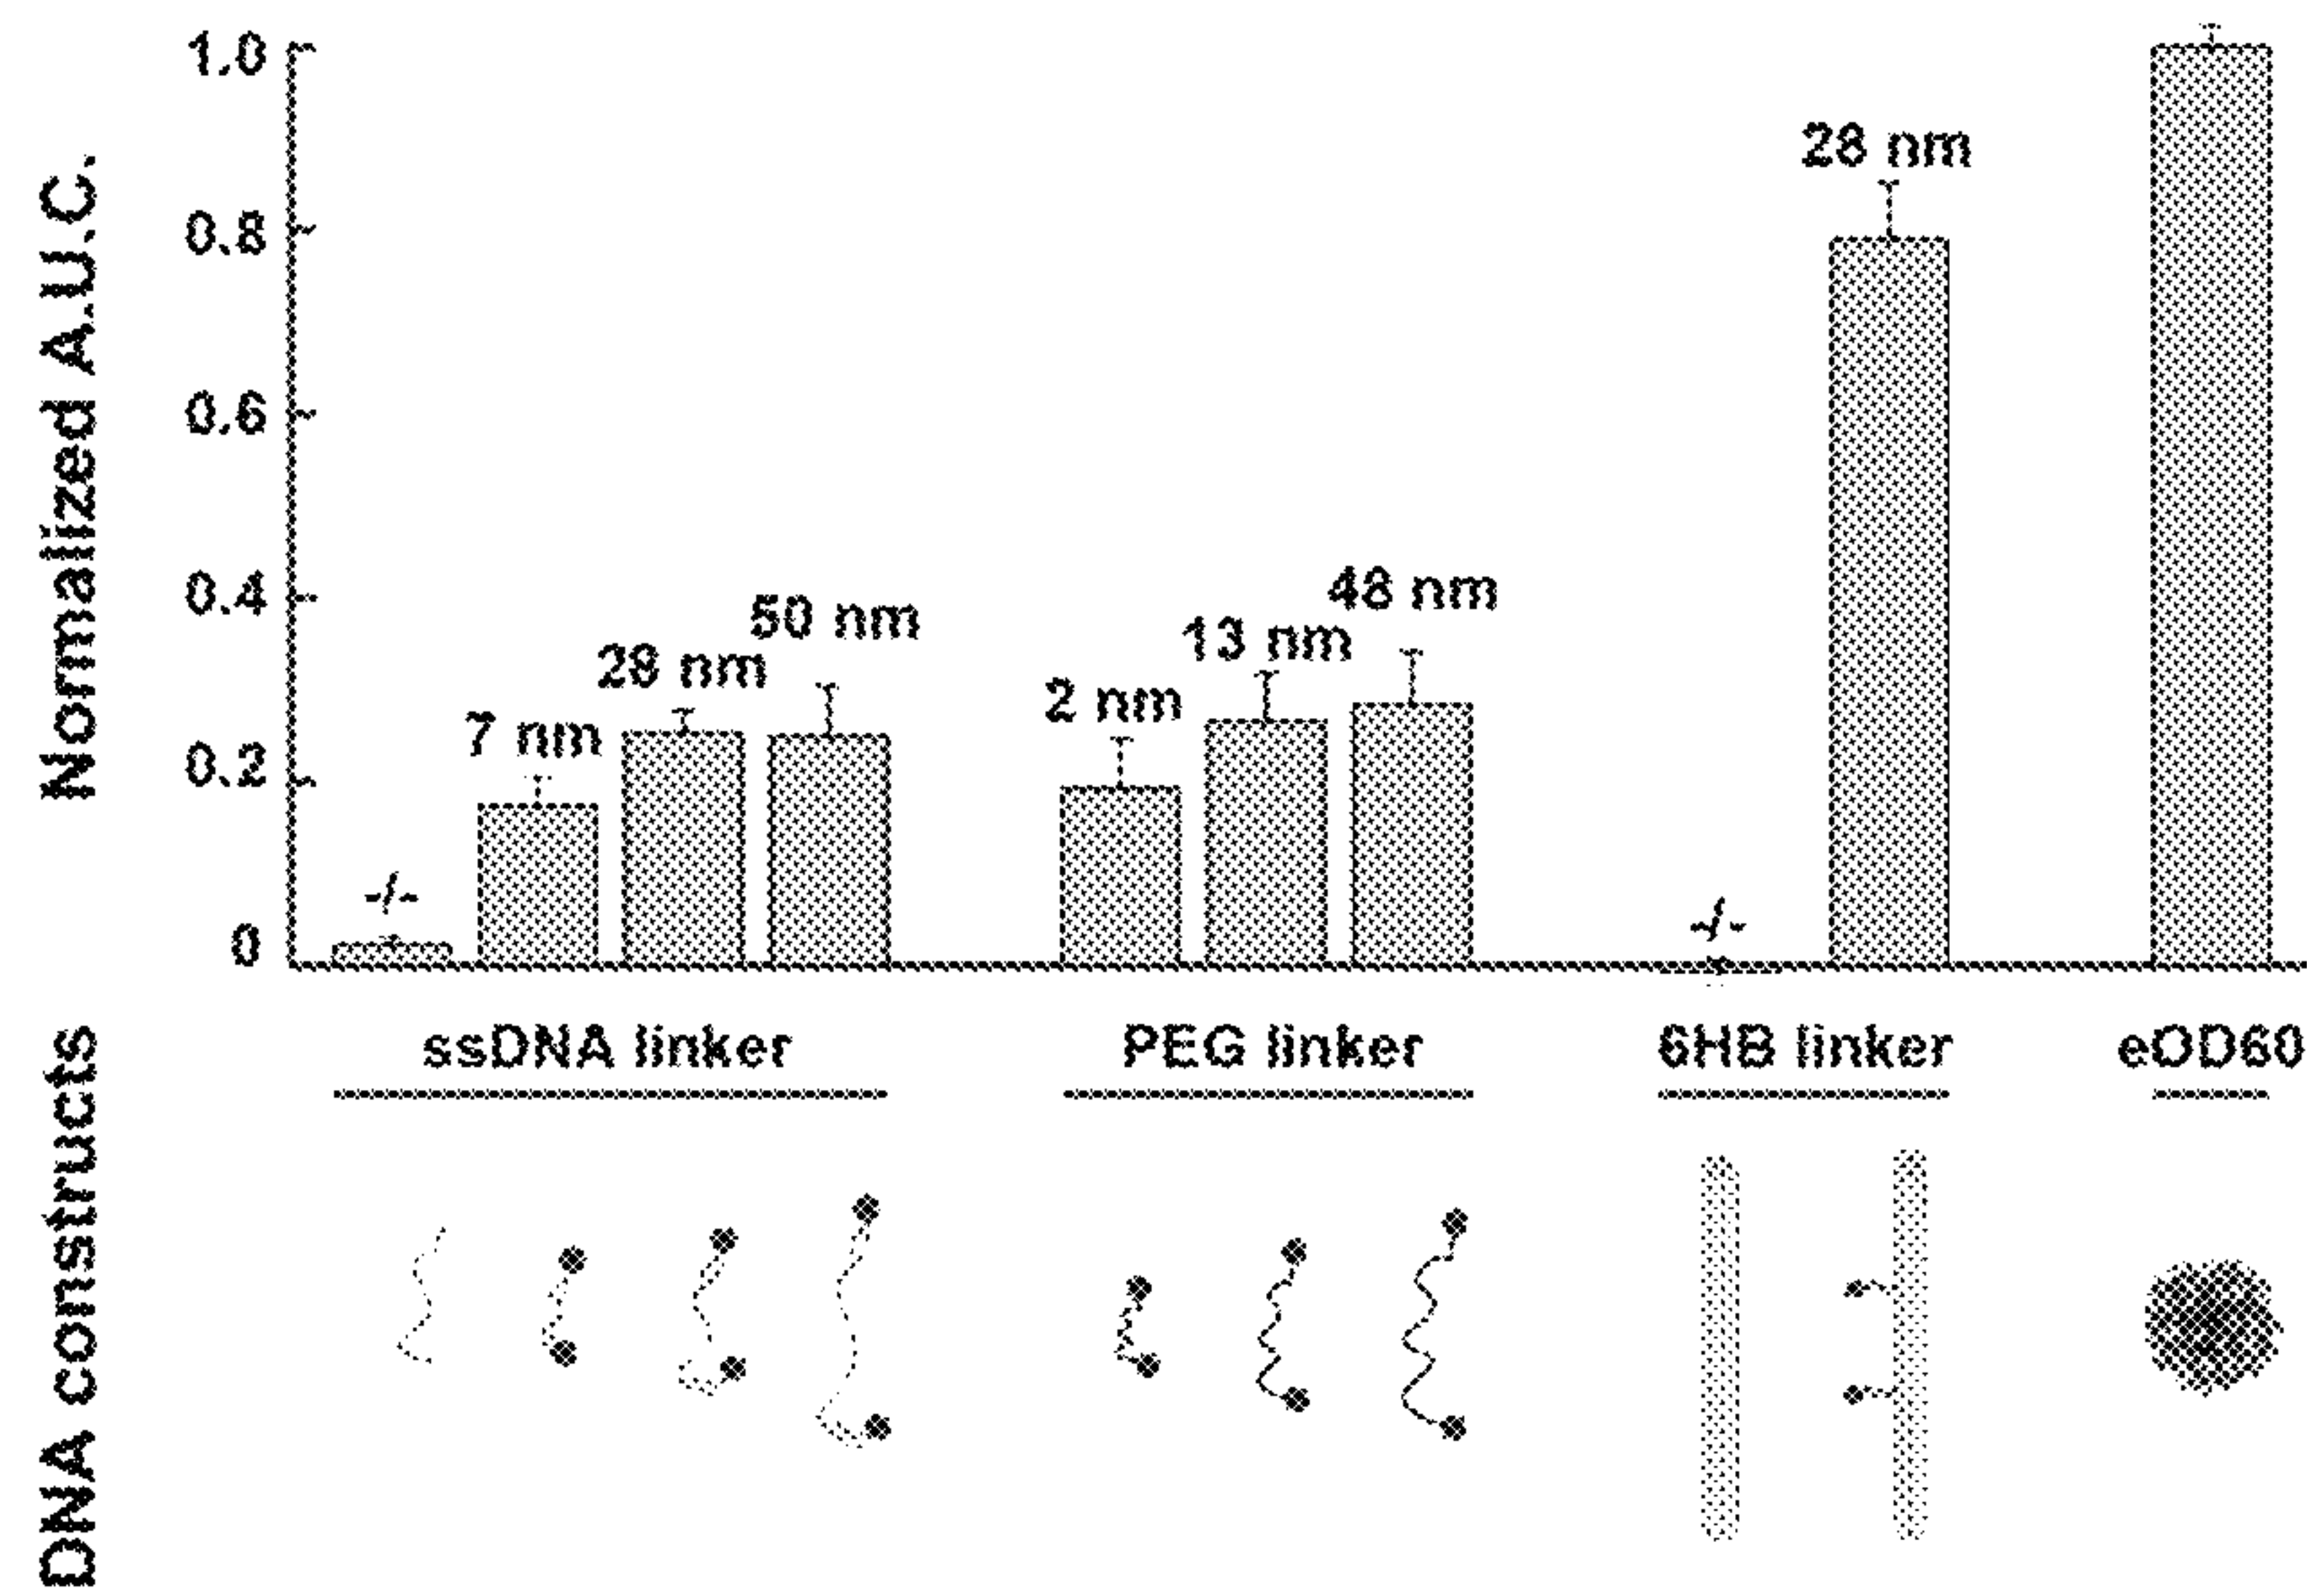 Normalized A.U.C.
1.0
0.8
0.6
0.4
0.2
0
-/-
7 nm
28 nm
50 nm
2 nm
13 nm
48 nm
-/-
28 nm
ssDNA linker
PEG linker
6HB linker
eOD60
DNA constructs